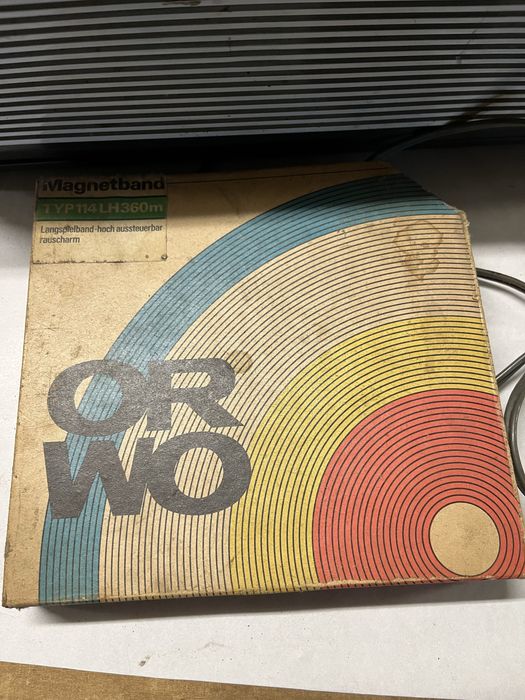 Magnetband
TYP 114 LH 360m
Langspielband-hoch aussteuerbar
rauscharm
OR
WO